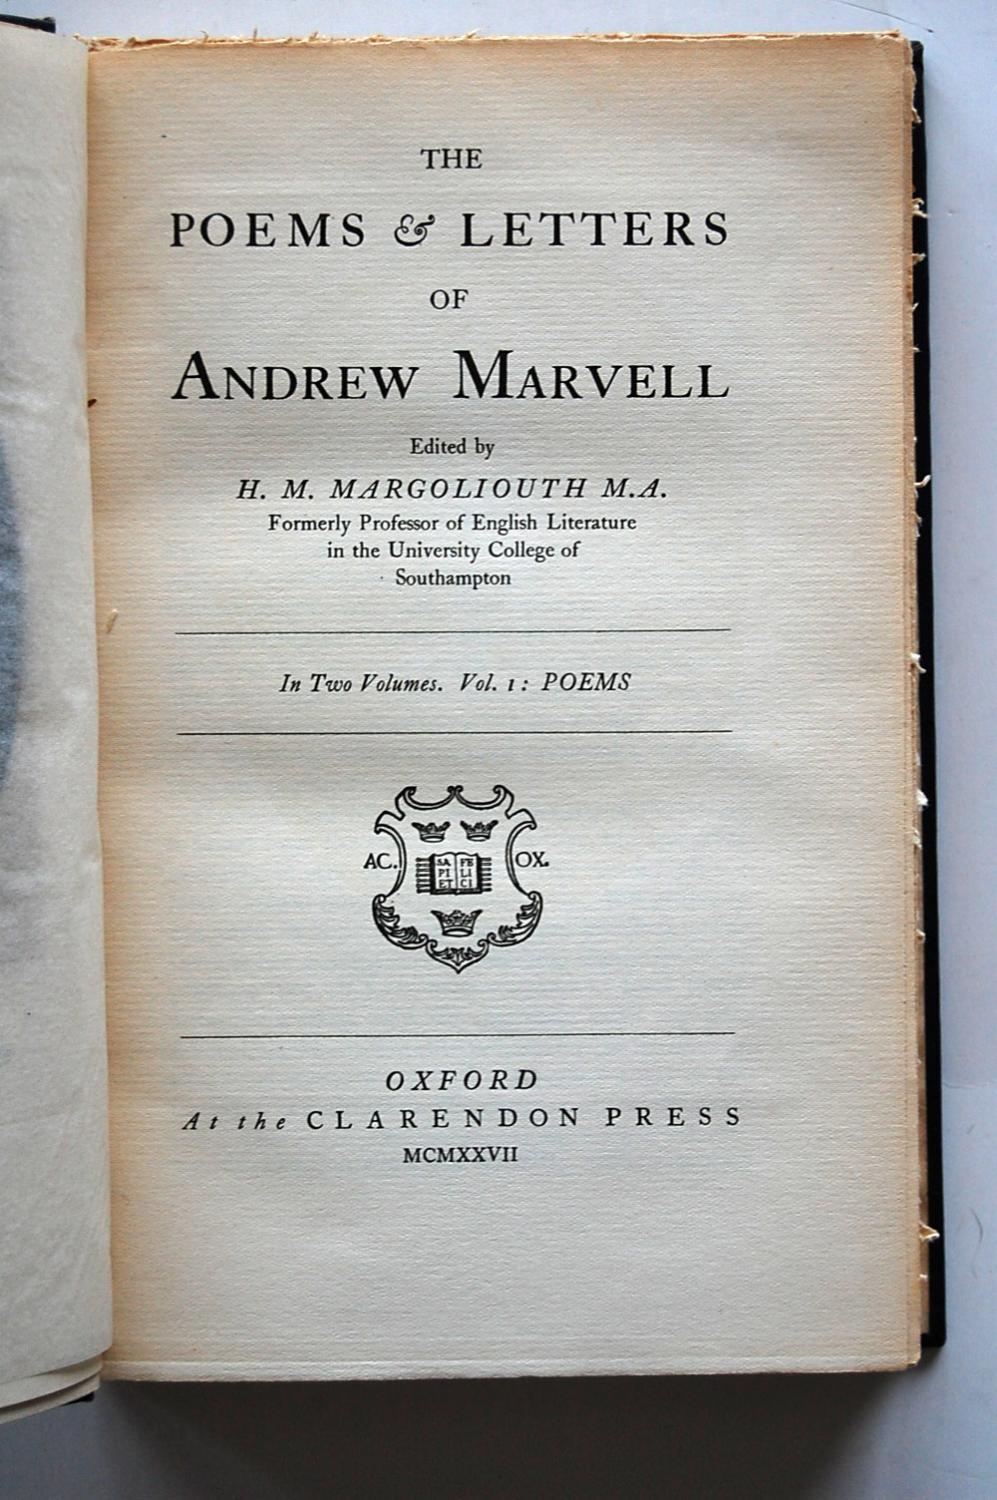 THE
POEMS & LETTERS
OF
ANDREW MARVELL
Edited by
H. M. MARGOLIOUTH M.A.
Formerly Professor of English Literature
in the University College of
Southampton
In Two Volumes. Vol. 1: POEMS
AC. OX.
SA FE
PI LI
ET CI
OXFORD
At the CLARENDON PRESS
MCMXXVII